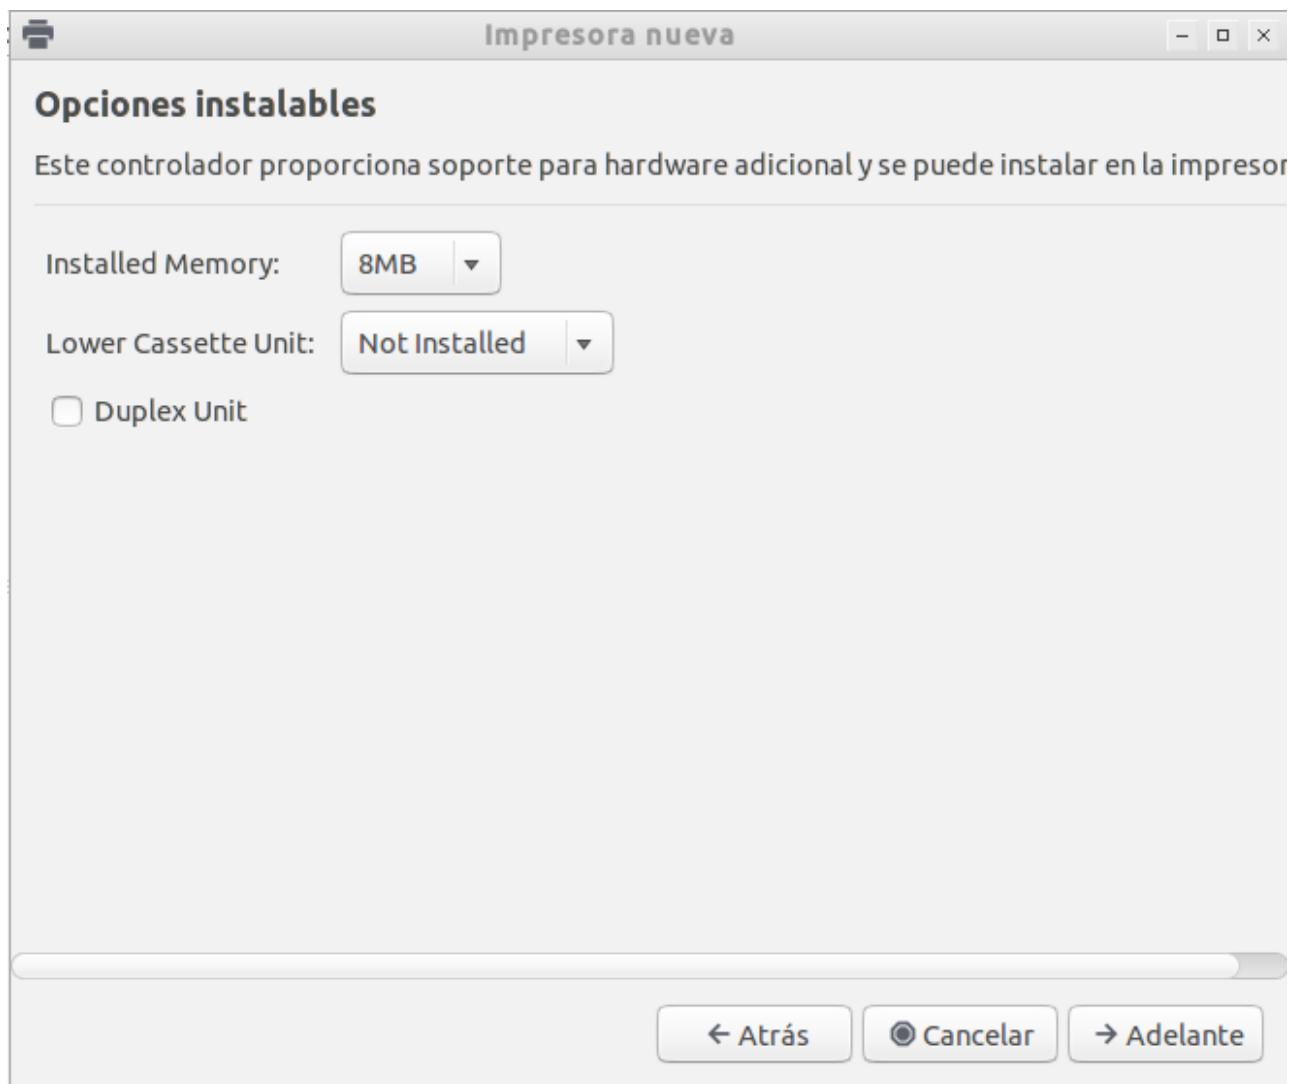 Impresora nueva
Opciones instalables
Este controlador proporciona soporte para hardware adicional y se puede instalar en la impresor
Installed Memory: 8MB
Lower Cassette Unit: Not Installed
Duplex Unit
Atrás Cancelar Adelante